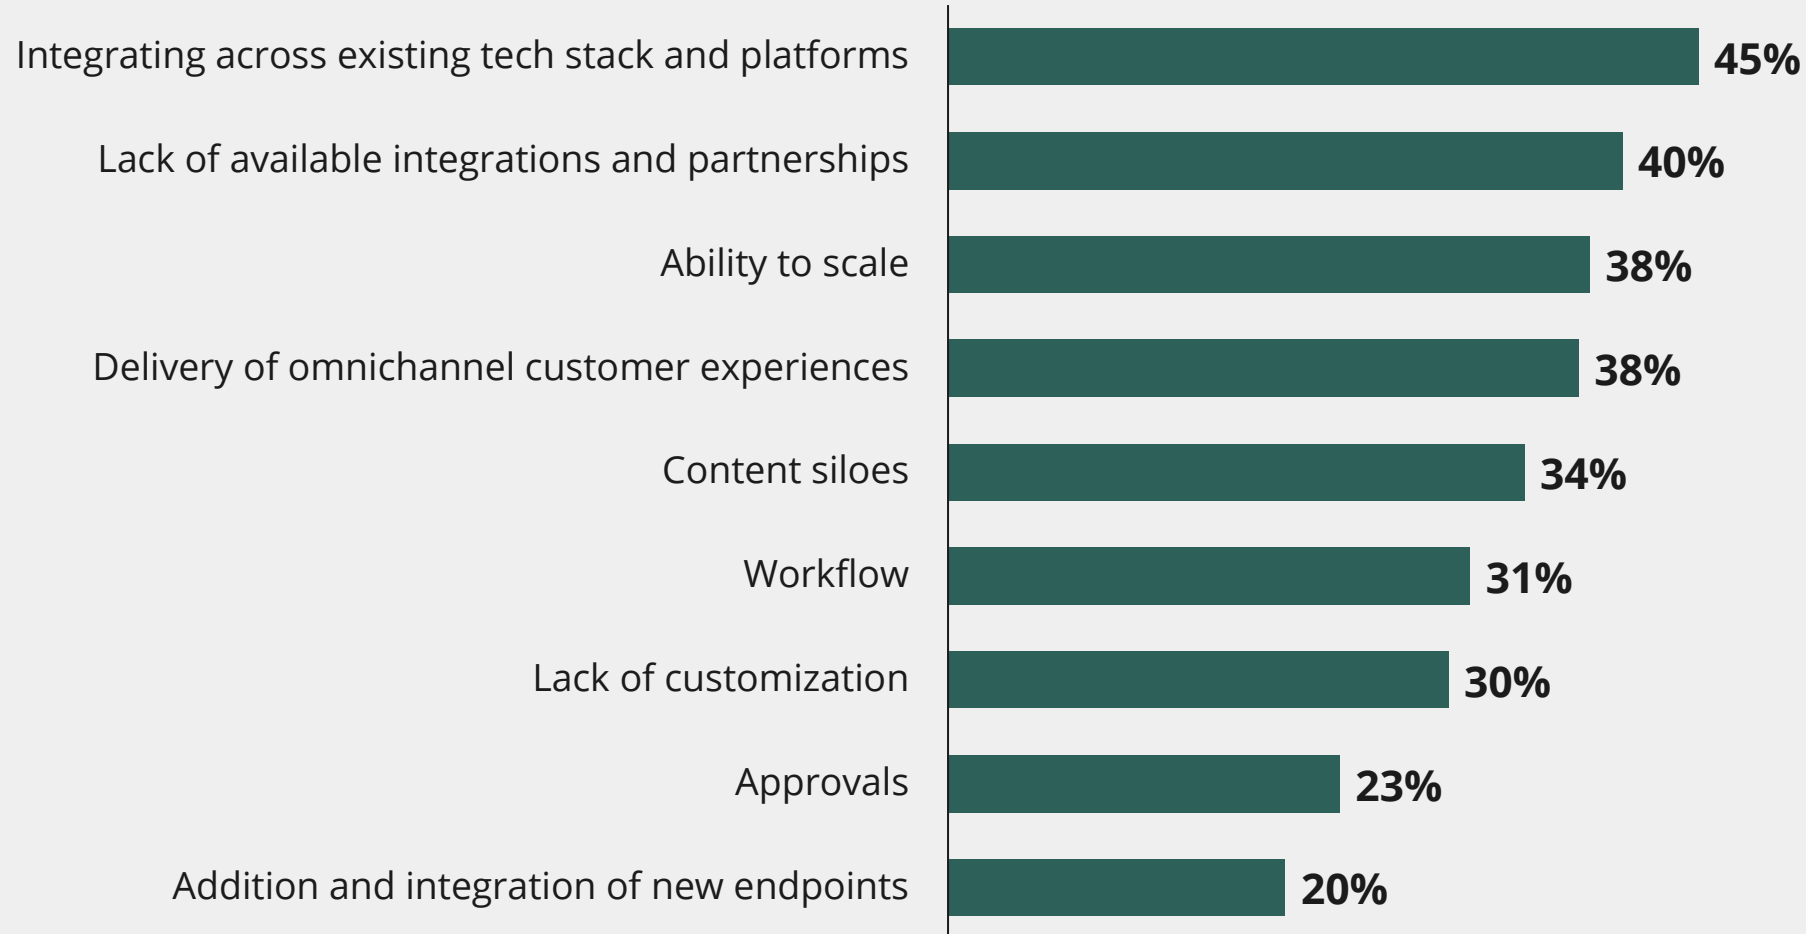 Integrating across existing tech stack and platforms 45%
Lack of available integrations and partnerships 40%
Ability to scale 38%
Delivery of omnichannel customer experiences 38%
Content siloes 34%
Workflow 31%
Lack of customization 30%
Approvals 23%
Addition and integration of new endpoints 20%